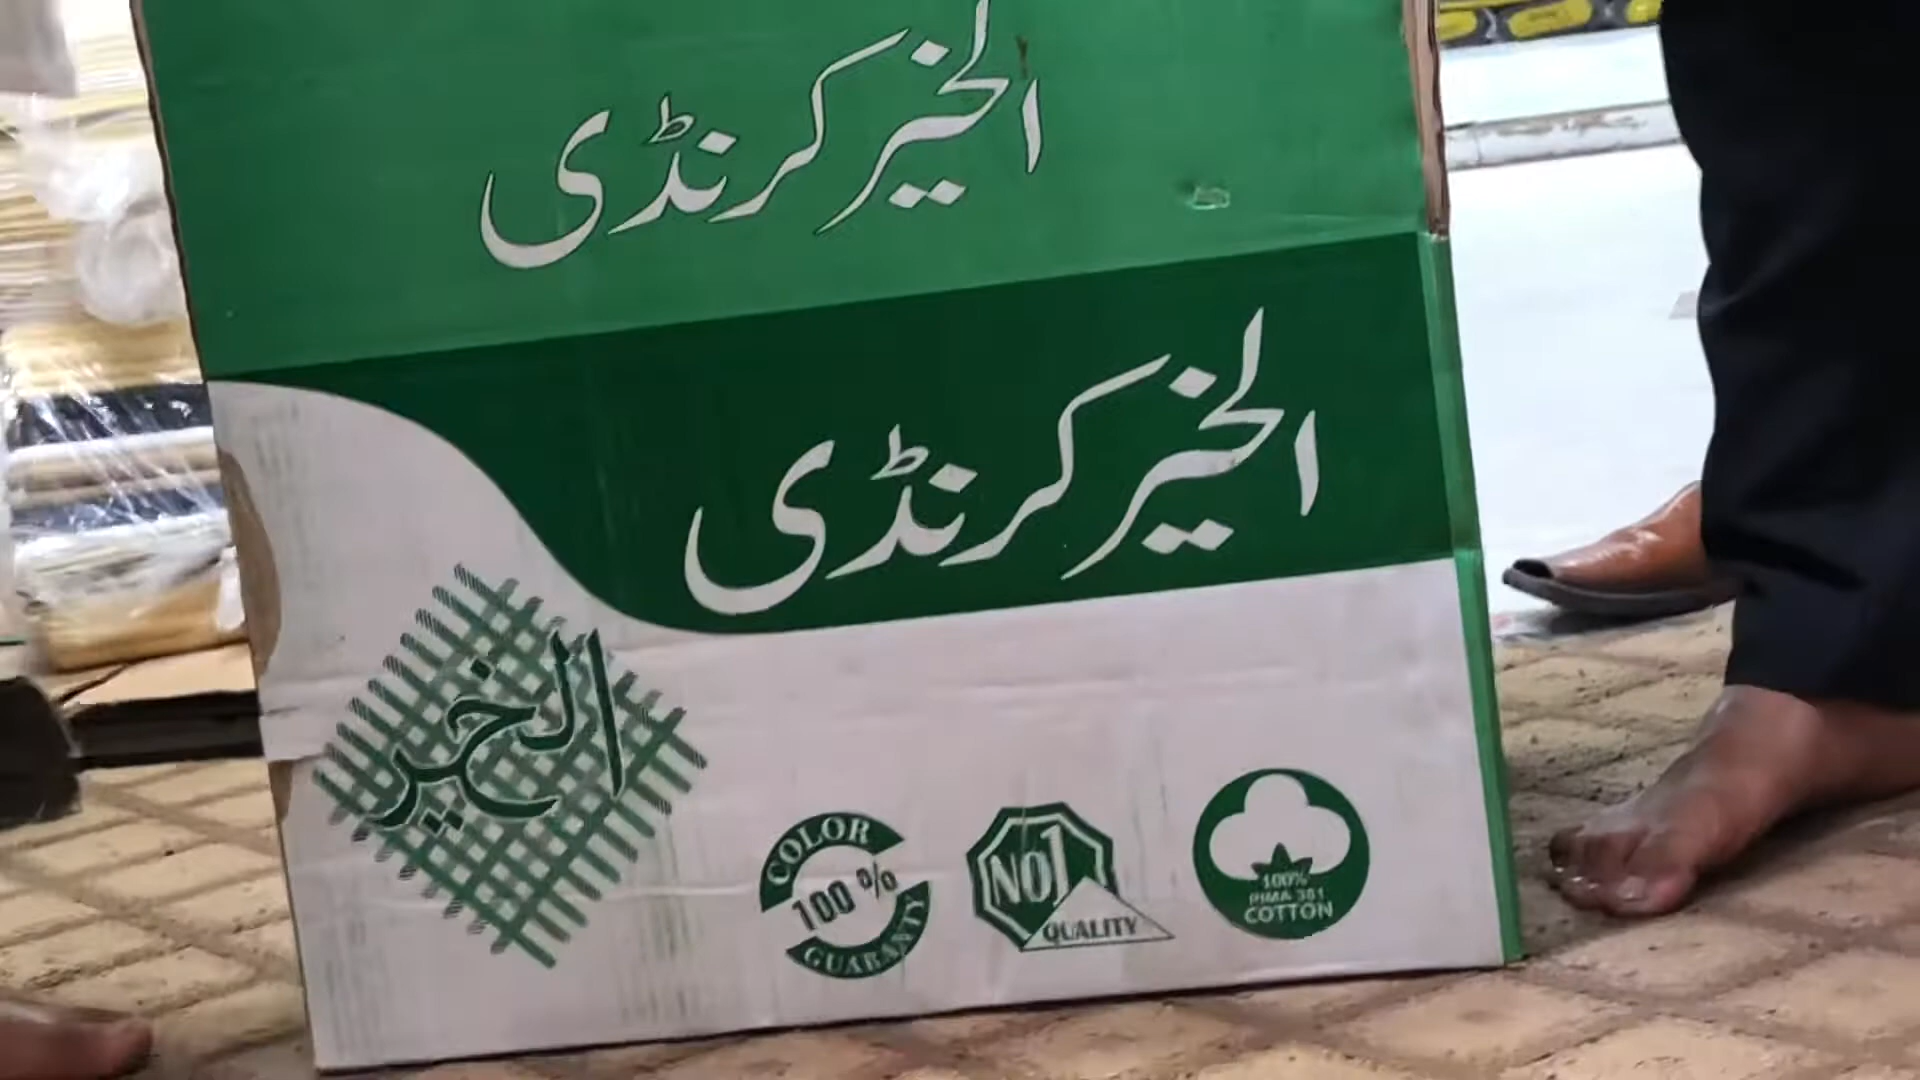 الخیر کرنڈی
الخیر کرنڈی
الخیر
COLOR
100 %
GUARANTY
NO1
QUALITY
100%
PIMA 381
COTTON